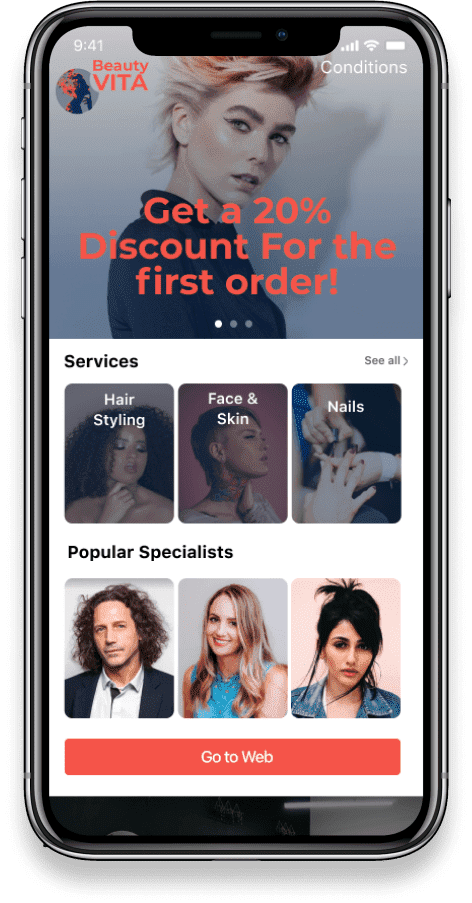 9:41
Beauty
VITA
Conditions
Get a 20%
Discount For the
first order!
Services
See all
Hair
Styling
Face &
Skin
Nails
Popular Specialists
Go to Web